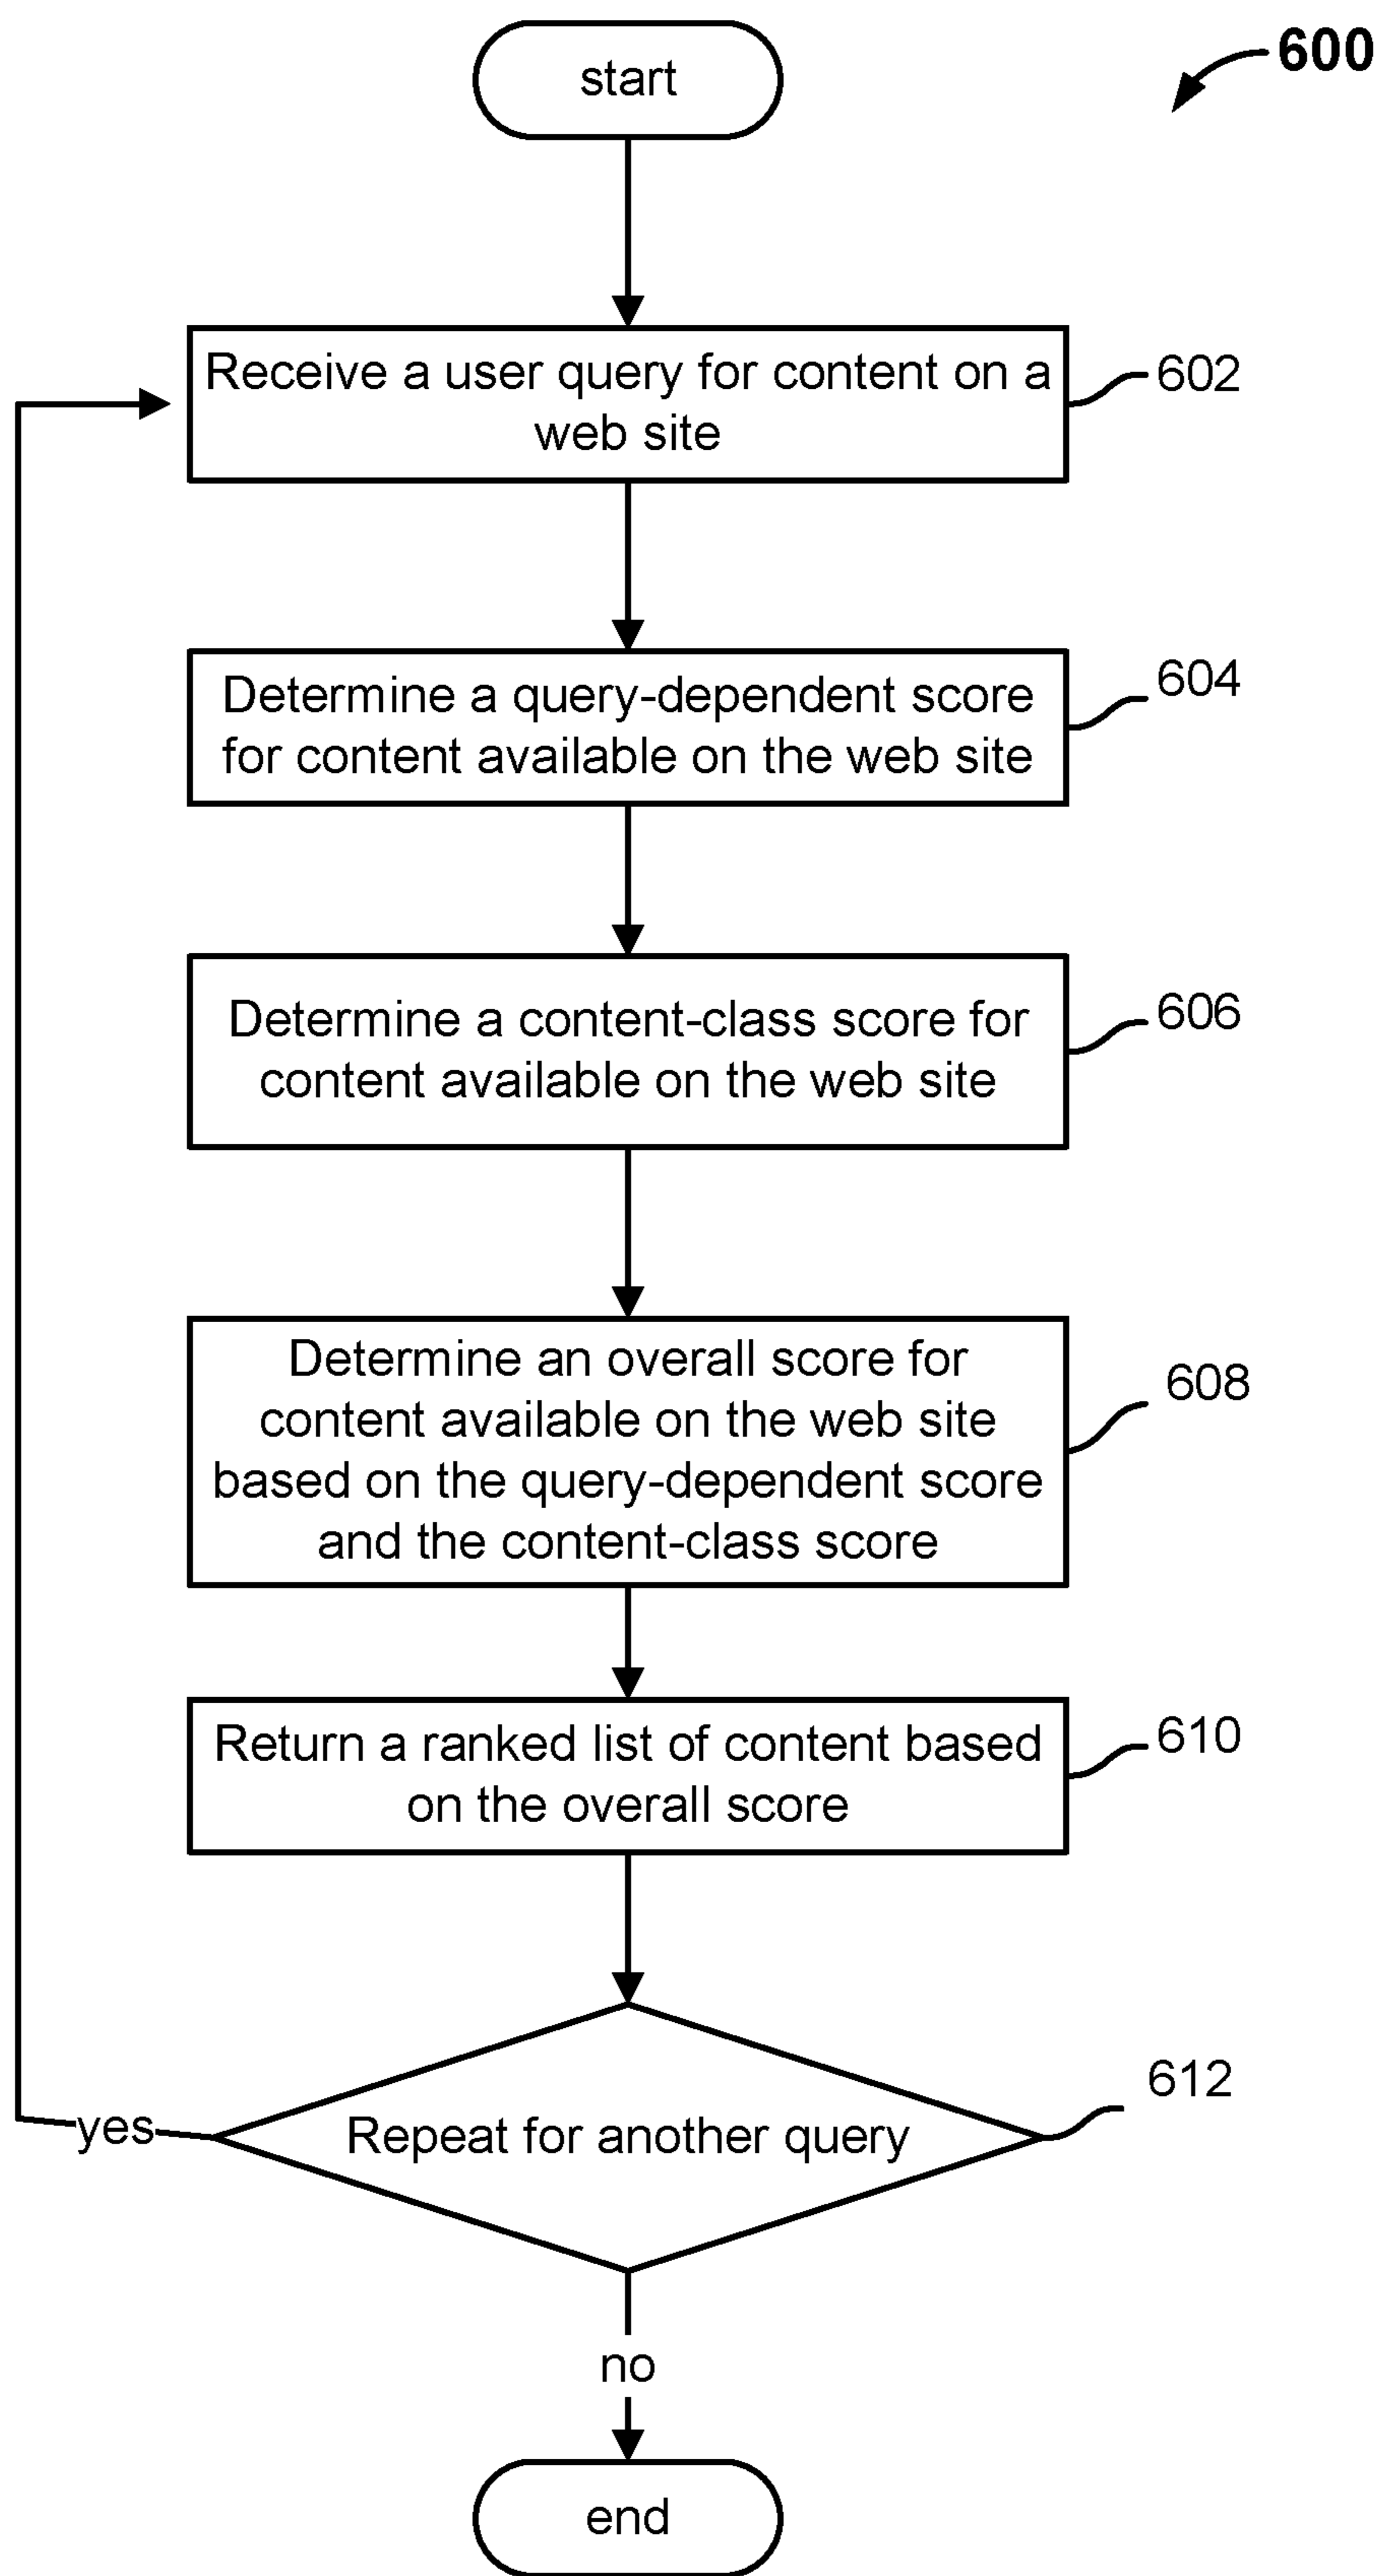 start
600
Receive a user query for content on a
web site
602
Determine a query-dependent score
for content available on the web site
604
Determine a content-class score for
content available on the web site
606
Determine an overall score for
content available on the web site
based on the query-dependent score
and the content-class score
608
Return a ranked list of content based
on the overall score
610
Repeat for another query
612
yes
no
end